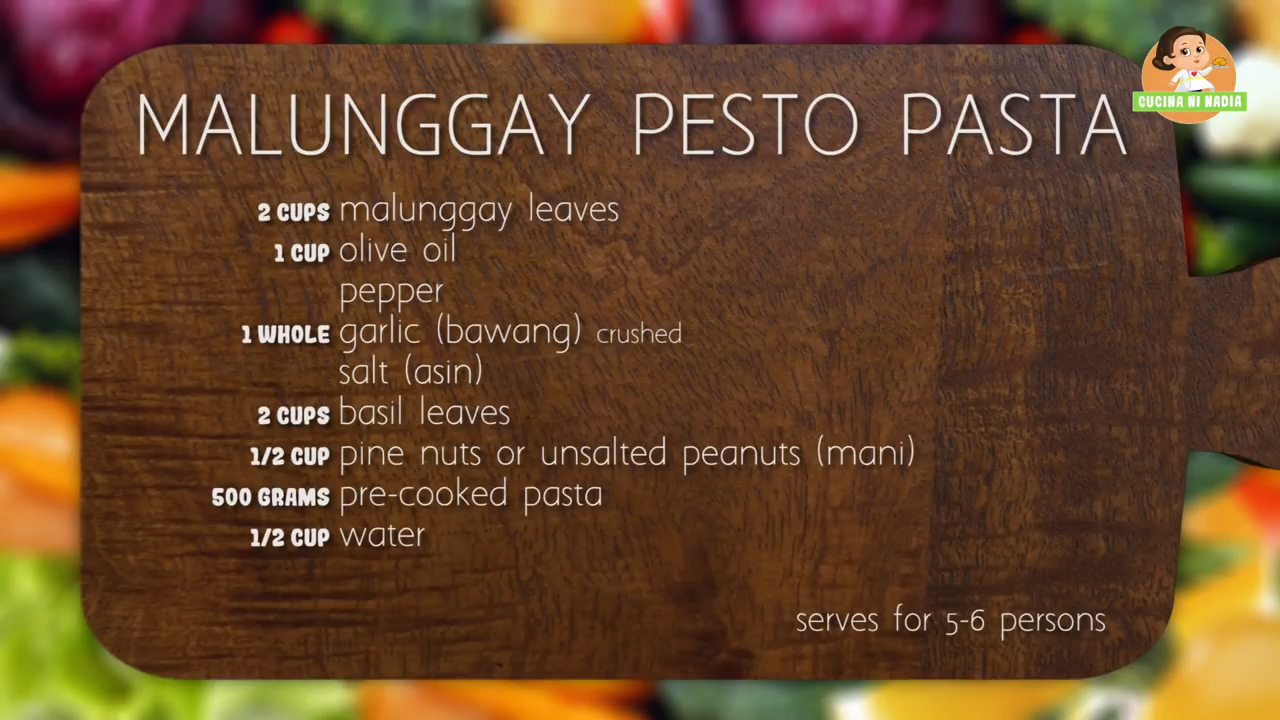 CUCINA NI NADIA
MALUNGGAY PESTO PASTA
2 CUPS malunggay leaves
1 CUP olive oil
pepper
1 WHOLE garlic (bawang) crushed
salt (asin)
2 CUPS basil leaves
1/2 CUP pine nuts or unsalted peanuts (mani)
500 GRAMS pre-cooked pasta
1/2 CUP water
serves for 5-6 persons